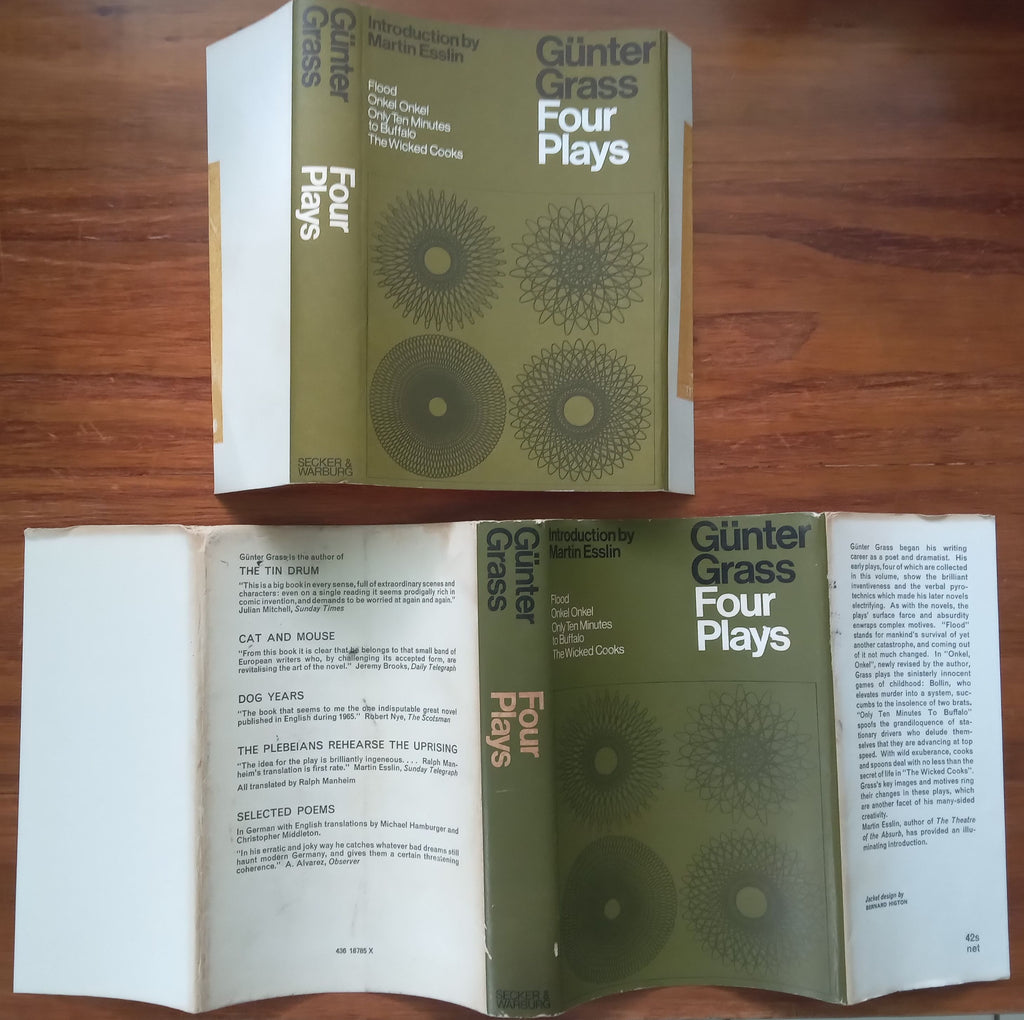 Günter
Grass
Four
Plays
SECKER &
WARBURG
Introduction by
Martin Esslin
Flood
Onkel Onkel
Only Ten Minutes
to Buffalo
The Wicked Cooks
Günter
Grass
Four
Plays
Günter Grass is the author of
THE TIN DRUM
"This is a big book in every sense, full of extraordinary scenes and
characters: even on a single reading it seems prodigally rich in
comic invention, and demands to be worried at again and again."
Julian Mitchell, Sunday Times
CAT AND MOUSE
"From this book it is clear that he belongs to that small band of
European writers who, by challenging its accepted form, are
revitalising the art of the novel." Jeremy Brooks, Daily Telegraph
DOG YEARS
"The book that seems to me the one indisputable great novel
published in English during 1965." Robert Nye, The Scotsman
THE PLEBEIANS REHEARSE THE UPRISING
"The idea for the play is brilliantly ingeneous. . . . Ralph Man-
heim's translation is first rate." Martin Esslin, Sunday Telegraph
All translated by Ralph Manheim
SELECTED POEMS
In German with English translations by Michael Hamburger and
Christopher Middleton.
"In his erratic and joky way he catches whatever bad dreams still
haunt modern Germany, and gives them a certain threatening
coherence." A. Alvarez, Observer
436 18785 X
Günter
Grass
Four
Plays
SECKER &
WARBURG
Introduction by
Martin Esslin
Flood
Onkel Onkel
Only Ten Minutes
to Buffalo
The Wicked Cooks
Günter
Grass
Four
Plays
Günter Grass began his writing
career as a poet and dramatist. His
early plays, four of which are collected
in this volume, show the brilliant
inventiveness and the verbal pyro-
technics which made his later novels
electrifying. As with the novels, the
plays' surface farce and absurdity
enwraps complex motives. "Flood"
stands for mankind's survival of yet
another catastrophe, and coming out
of it not much changed. In "Onkel,
Onkel", newly revised by the author,
Grass plays the sinisterly innocent
games of childhood: Bollin, who
elevates murder into a system, suc-
cumbs to the insolence of two brats.
"Only Ten Minutes To Buffalo"
spoofs the grandiloquence of sta-
tionary drivers who delude them-
selves that they are advancing at top
speed. With wild exuberance, cooks
and spoons deal with no less than the
secret of life in "The Wicked Cooks".
Grass's key images and motives ring
their changes in these plays, which
are another facet of his many-sided
creativity.
Martin Esslin, author of The Theatre
of the Absurb, has provided an illu-
minating introduction.
Jacket design by
BERNARD HIGTON
42s
net